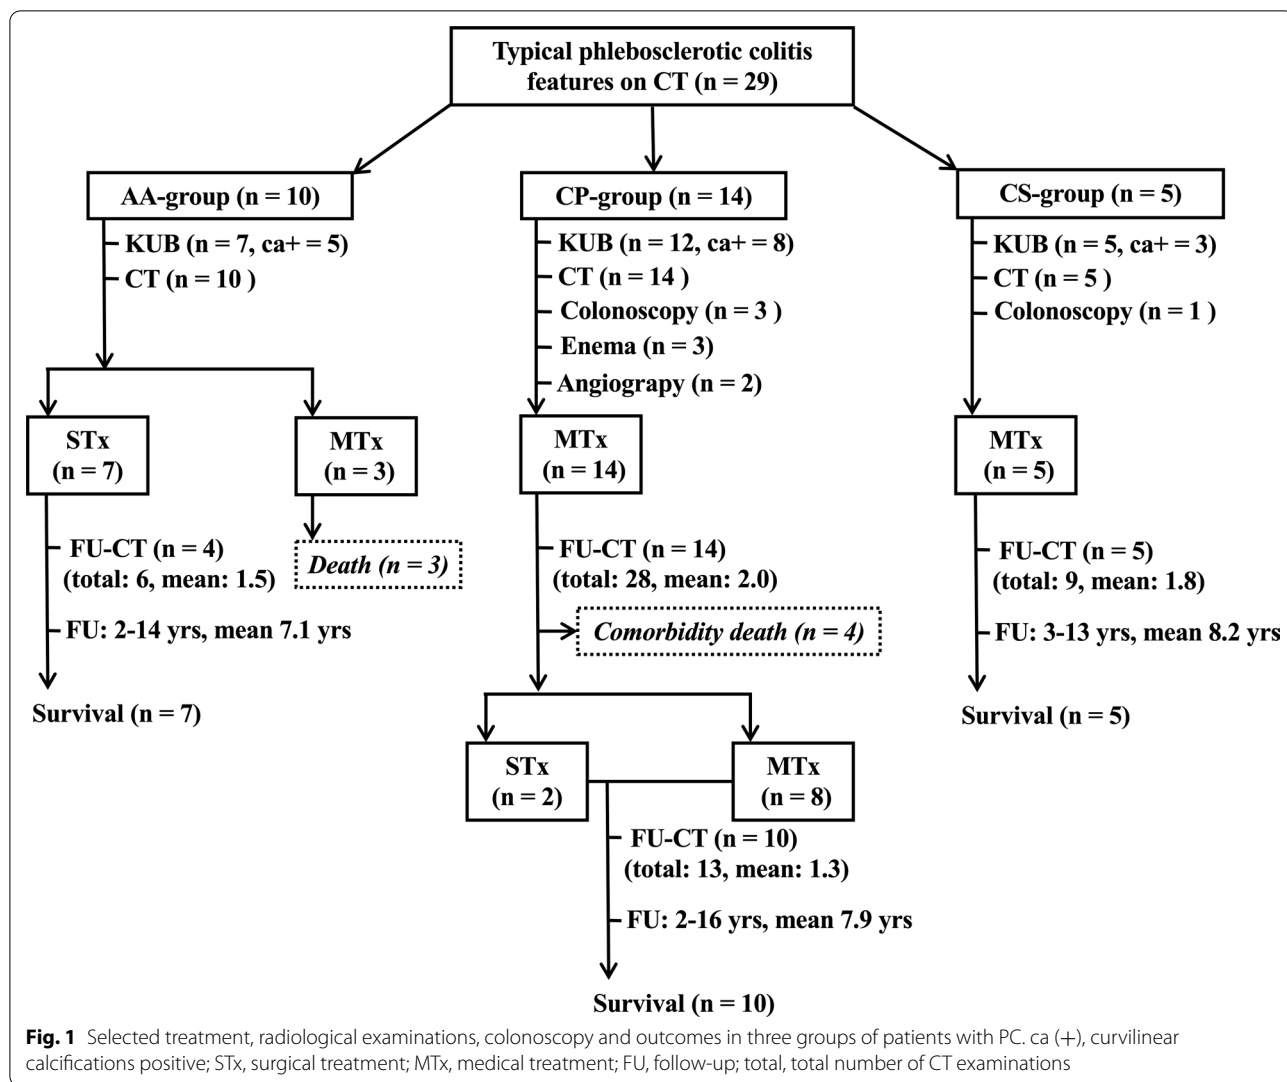 Typical phlebosclerotic colitis
features on CT (n = 29)
AA-group (n = 10)
KUB (n = 7, ca+ = 5)
CT (n = 10 )
STx
(n = 7)
MTx
(n = 3)
FU-CT (n = 4)
(total: 6, mean: 1.5)
Death (n = 3)
FU: 2-14 yrs, mean 7.1 yrs
Survival (n = 7)
CP-group (n = 14)
KUB (n = 12, ca+ = 8)
CT (n = 14 )
Colonoscopy (n = 3 )
Enema (n = 3)
Angiograpy (n = 2)
MTx
(n = 14)
FU-CT (n = 14)
(total: 28, mean: 2.0)
Comorbidity death (n = 4)
STx
(n = 2)
MTx
(n = 8)
FU-CT (n = 10)
(total: 13, mean: 1.3)
FU: 2-16 yrs, mean 7.9 yrs
Survival (n = 10)
CS-group (n = 5)
KUB (n = 5, ca+ = 3)
CT (n = 5 )
Colonoscopy (n = 1 )
MTx
(n = 5)
FU-CT (n = 5)
(total: 9, mean: 1.8)
FU: 3-13 yrs, mean 8.2 yrs
Survival (n = 5)
Fig. 1 Selected treatment, radiological examinations, colonoscopy and outcomes in three groups of patients with PC. ca (+), curvilinear
calcifications positive; STx, surgical treatment; MTx, medical treatment; FU, follow-up; total, total number of CT examinations